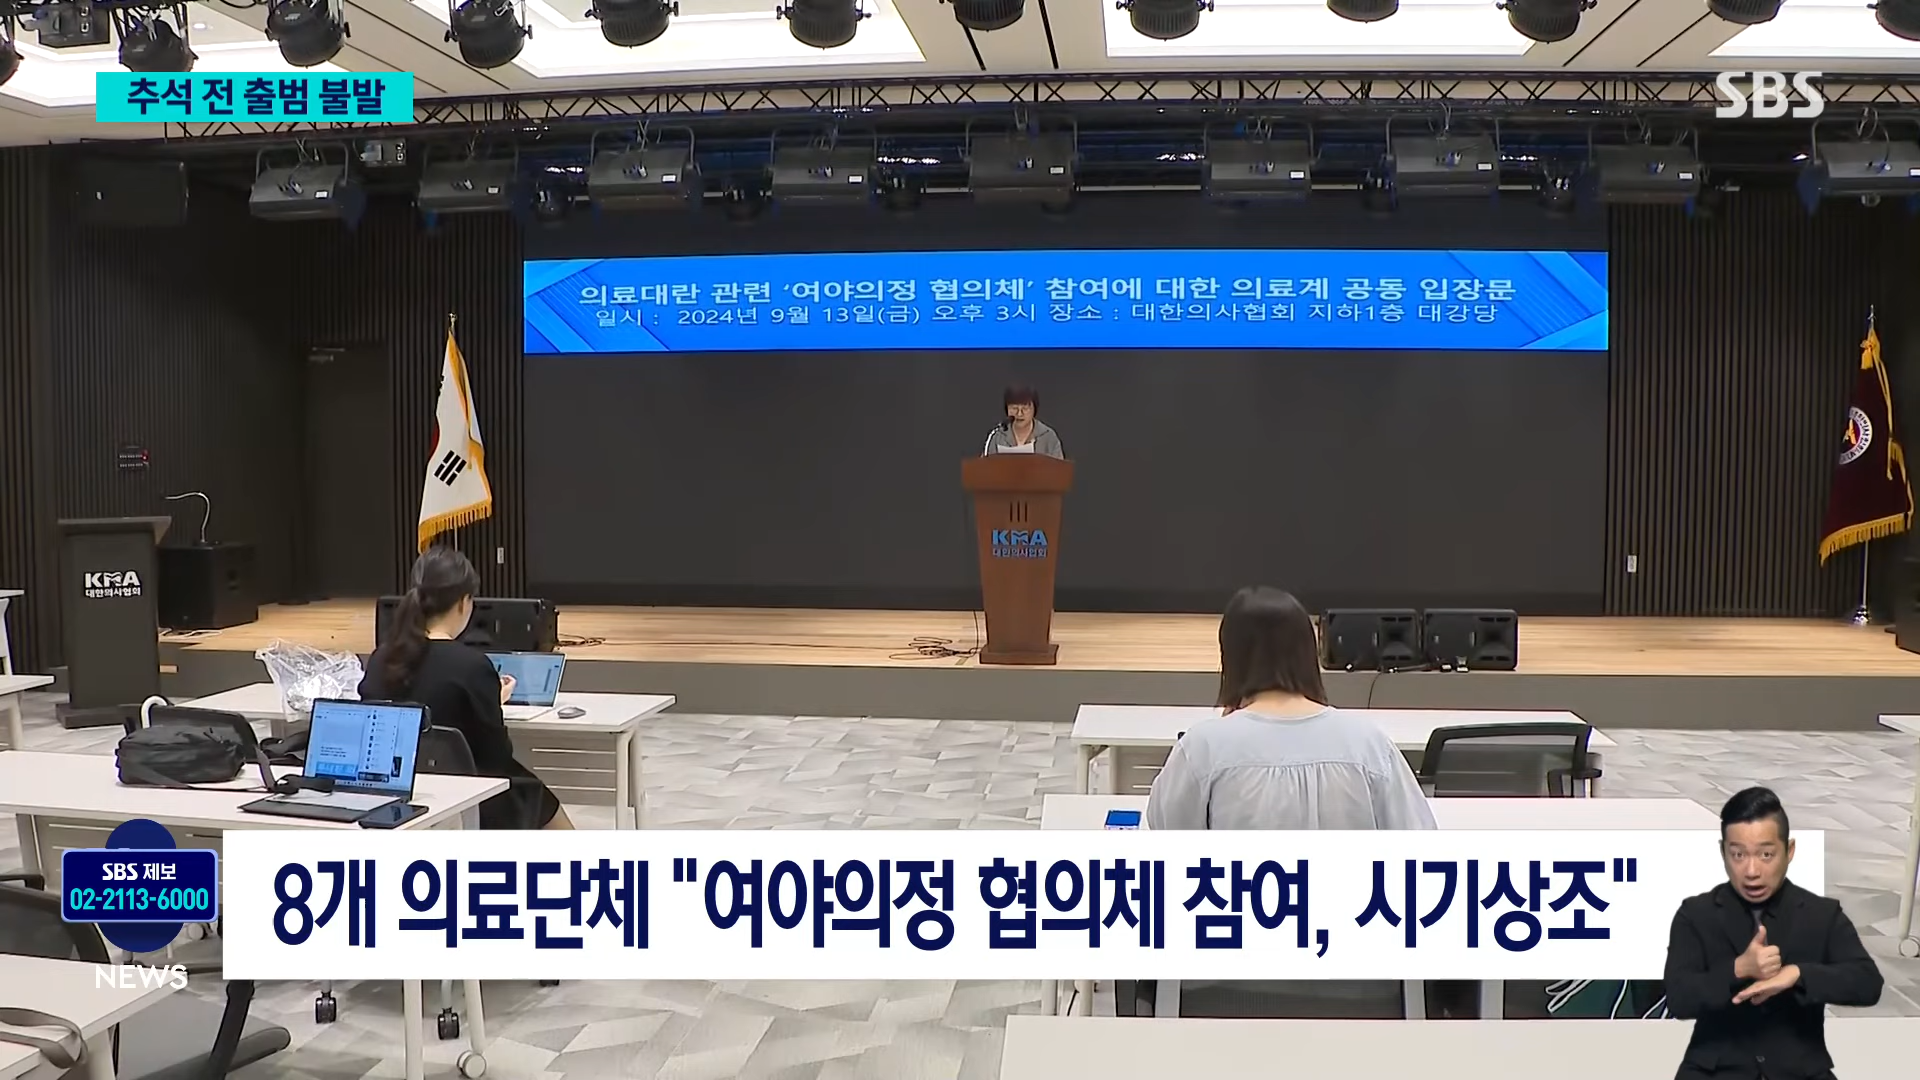 추석 전 출범 불발
SBS
의료대란 관련 '여야의정 협의체' 참여에 대한 의료계 공동 입장문
일시 : 2024년 9월 13일(금) 오후 3시 장소 : 대한의사협회 지하1층 대강당
KMA
대한의사협회
KMA
대한의사협회
SBS 제보
02-2113-6000
NEWS
8개 의료단체 "여야의정 협의체 참여, 시기상조"